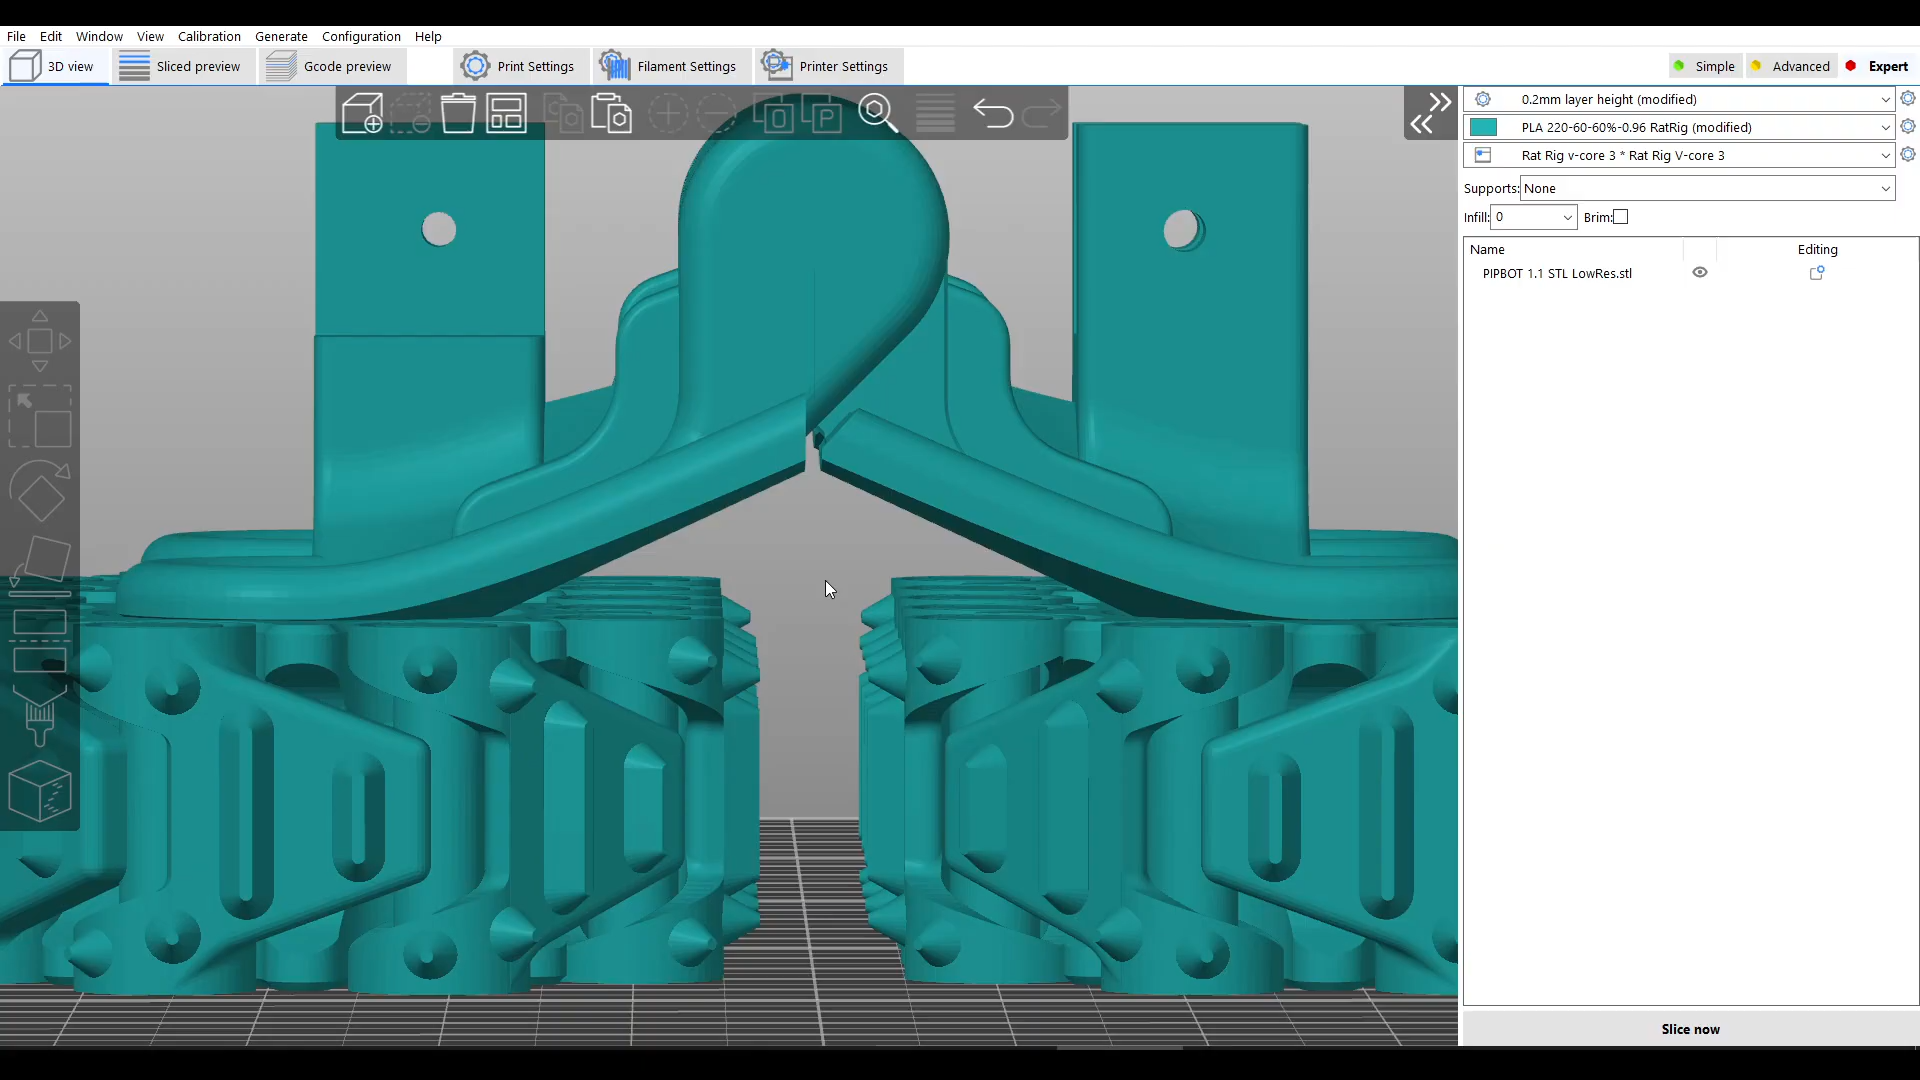 File Edit Window View Calibration Generate Configuration Help
3D view Sliced preview Gcode preview Print Settings Filament Settings Printer Settings Simple Advanced Expert
0.2mm layer height (modified)
PLA 220-60-60%-0.96 RatRig (modified)
Rat Rig v-core 3 * Rat Rig V-core 3
Supports: None
Infill: 0 Brim:
Name Editing
PIPBOT 1.1 STL LowRes.stl
O P
Slice now